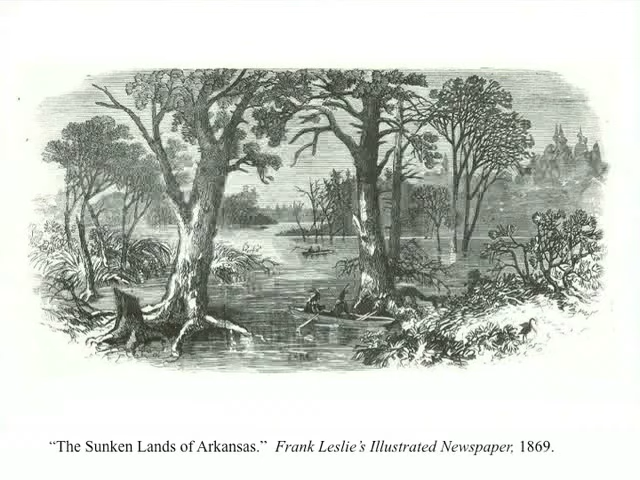 “The Sunken Lands of Arkansas.” Frank Leslie’s Illustrated Newspaper, 1869.